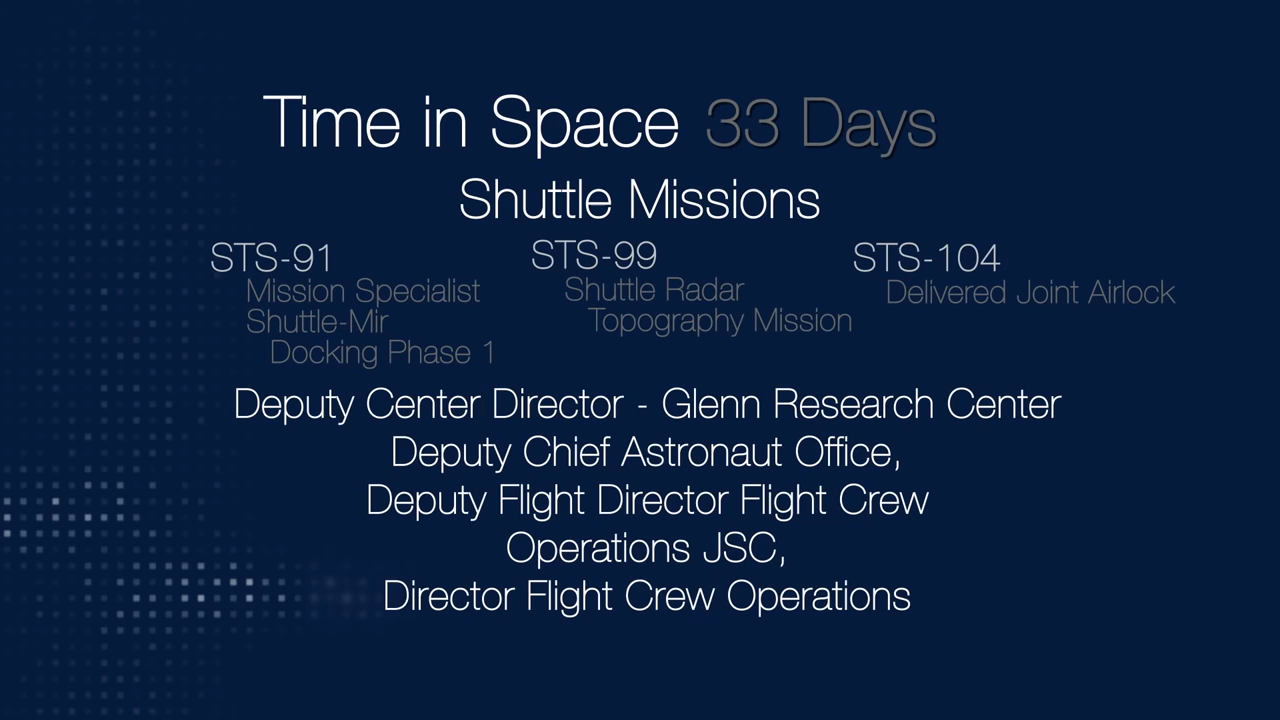 Time in Space 33 Days
Shuttle Missions
STS-91
Mission Specialist
Shuttle-Mir
Docking Phase 1
STS-99
Shuttle Radar
Topography Mission
STS-104
Delivered Joint Airlock
Deputy Center Director - Glenn Research Center
Deputy Chief Astronaut Office,
Deputy Flight Director Flight Crew
Operations JSC,
Director Flight Crew Operations